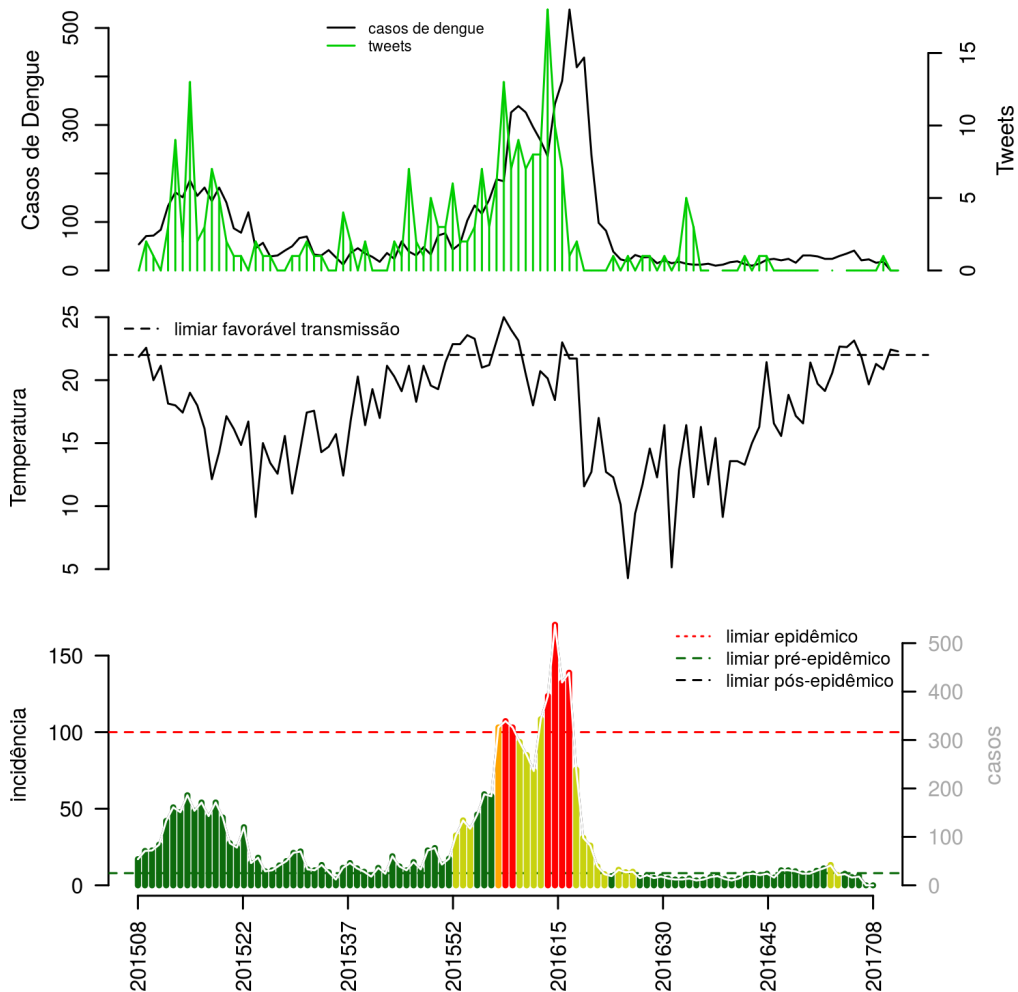 casos de dengue
tweets
Casos de Dengue
0
100
300
500
Tweets
0
5
10
15
limiar favorável transmissão
Temperatura
5
10
15
20
25
limiar epidêmico
limiar pré-epidêmico
limiar pós-epidêmico
incidência
0
50
100
150
casos
0
100
200
300
400
500
201508
201522
201537
201552
201615
201630
201645
201708